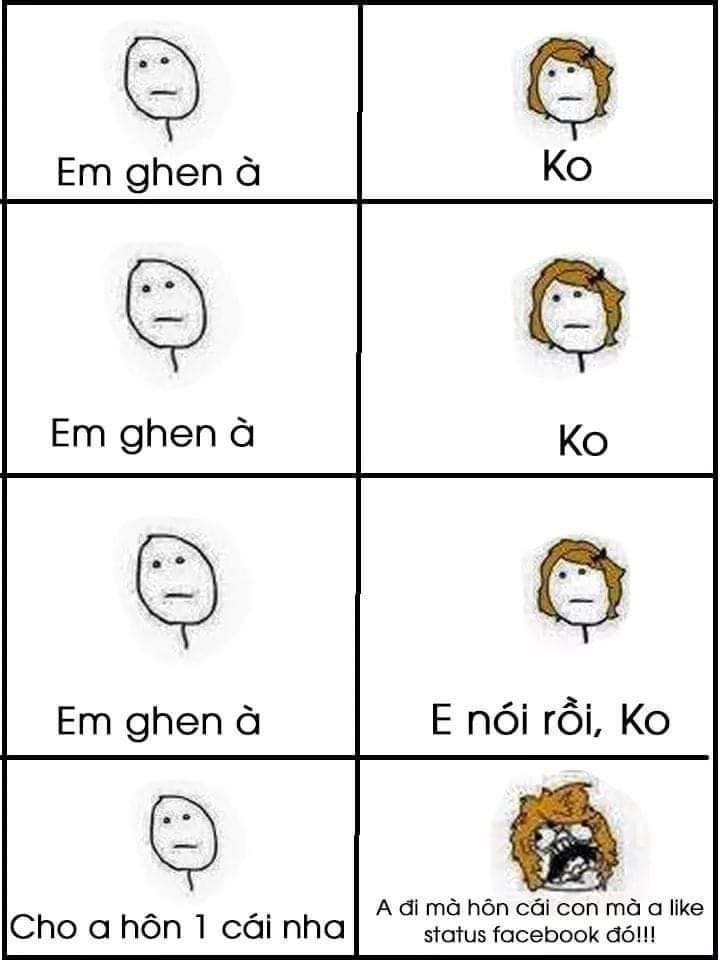 Em ghen à
Ko
Em ghen à
Ko
Em ghen à
E nói rồi, Ko
Cho a hôn 1 cái nha
A đi mà hôn cái con mà a like
status facebook đó!!!